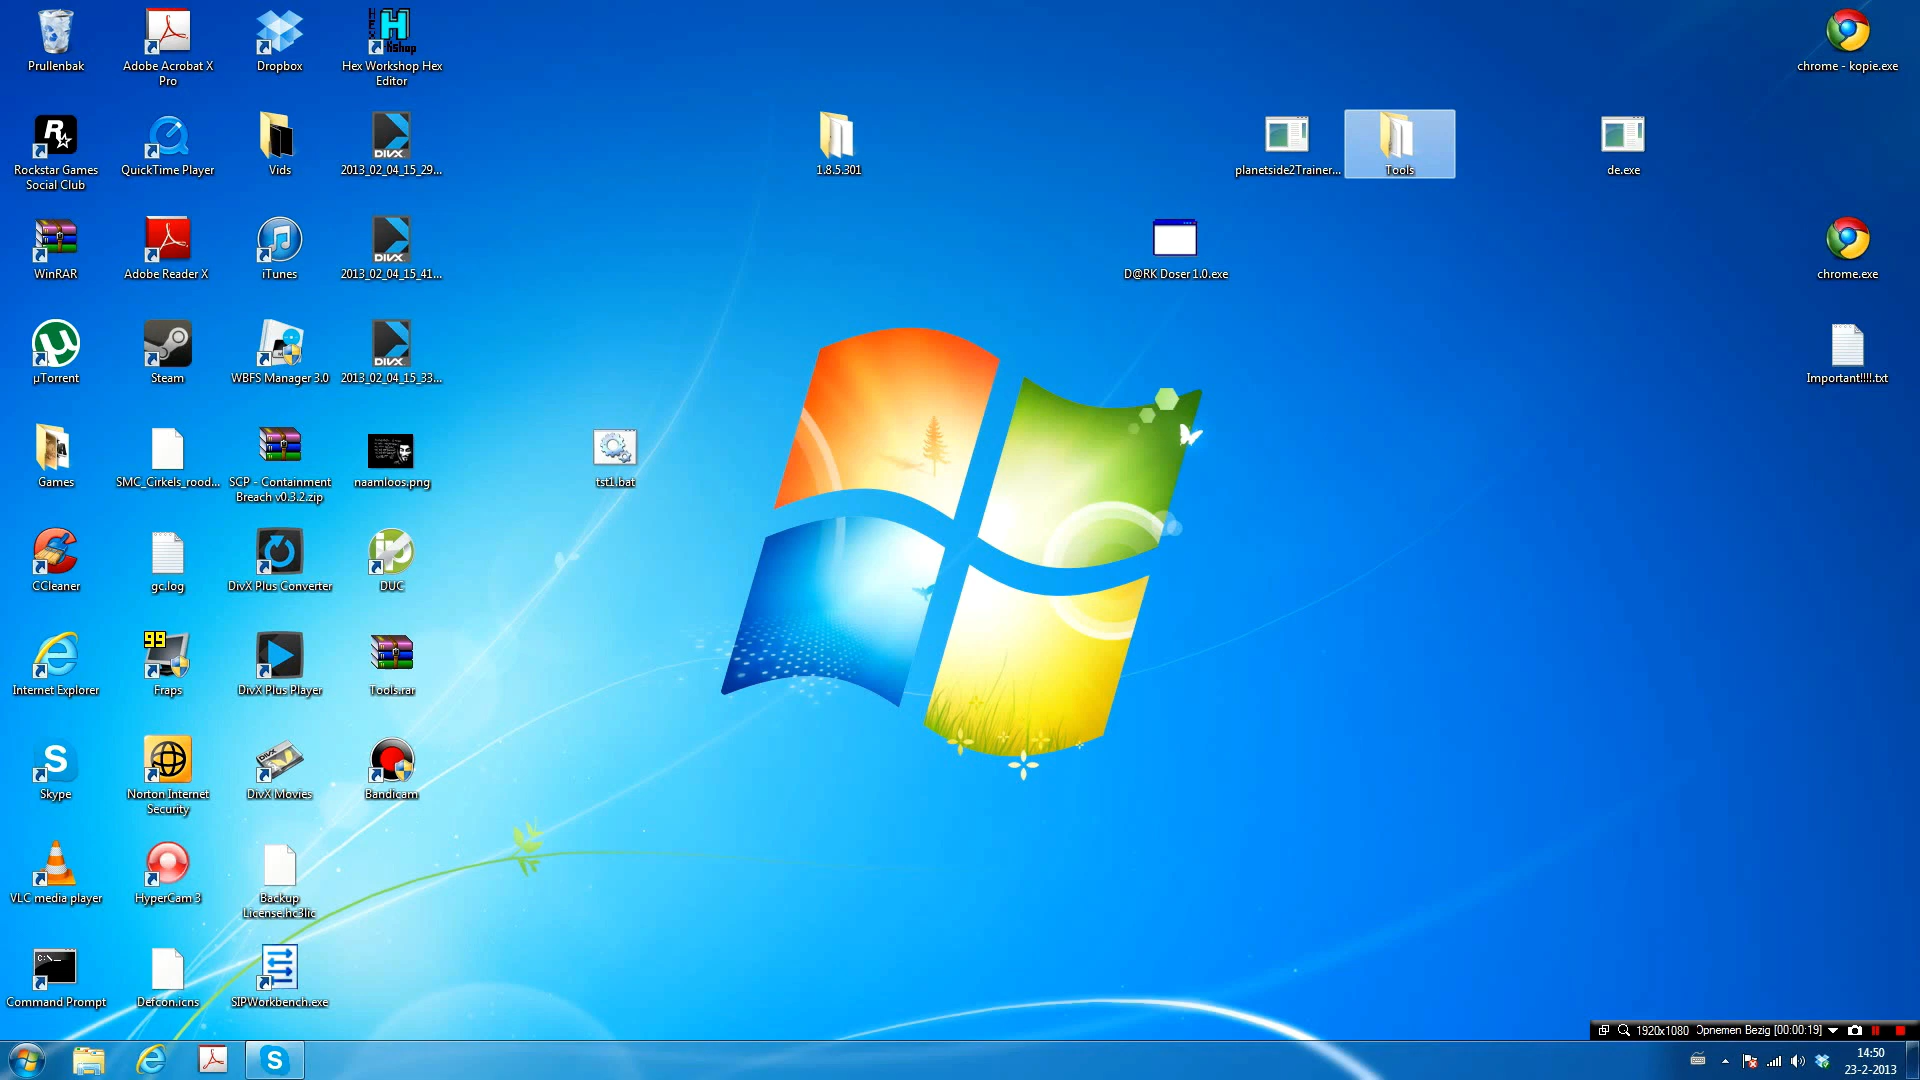 Prullenbak
Adobe Acrobat X
Pro
Dropbox
Hex Workshop Hex
Editor
chrome - kopie.exe
Rockstar Games
Social Club
QuickTime Player
Vids
DIVX
2013_02_04_15_29...
1.8.5.301
planetside2Trainer...
Tools
de.exe
WinRAR
Adobe Reader X
iTunes
DIVX
2013_02_04_15_41...
D@RK Doser 1.0.exe
chrome.exe
µTorrent
Steam
WBFS Manager 3.0
DIVX
2013_02_04_15_33...
Important!!!!.txt
Games
SMC_Cirkels_rood...
SCP - Containment
Breach v0.3.2.zip
naamloos.png
tst1.bat
CCleaner
gc.log
DivX Plus Converter
DUC
Internet Explorer
99
Fraps
DivX Plus Player
Tools.rar
Skype
Norton Internet
Security
DivX Movies
Bandicam
VLC media player
HyperCam 3
Backup
License.hc3lic
Command Prompt
Defcon.icns
SIPWorkbench.exe
1920x1080 Opnemen Bezig [00:00:19]
14:50
23-2-2013